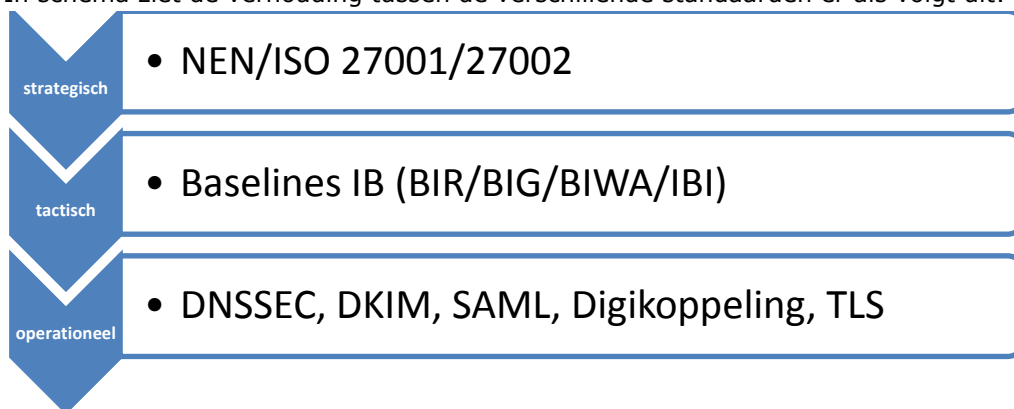 In schema ziet de verhouding tussen de verschillende standaarden er als volgt uit:
strategisch
• NEN/ISO 27001/27002
tactisch
• Baselines IB (BIR/BIG/BIWA/IBI)
operationeel
• DNSSEC, DKIM, SAML, Digikoppeling, TLS